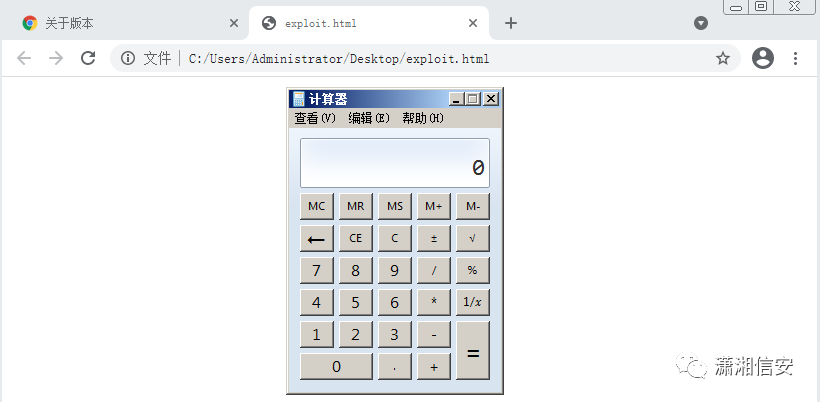 关于版本 exploit.html
文件 C:/Users/Administrator/Desktop/exploit.html
计算器
查看(V) 编辑(E) 帮助(H)
0
MC MR MS M+ M-
← CE C ± √
7 8 9 / %
4 5 6 * 1/x
1 2 3 -
=
0 . +
潇湘信安